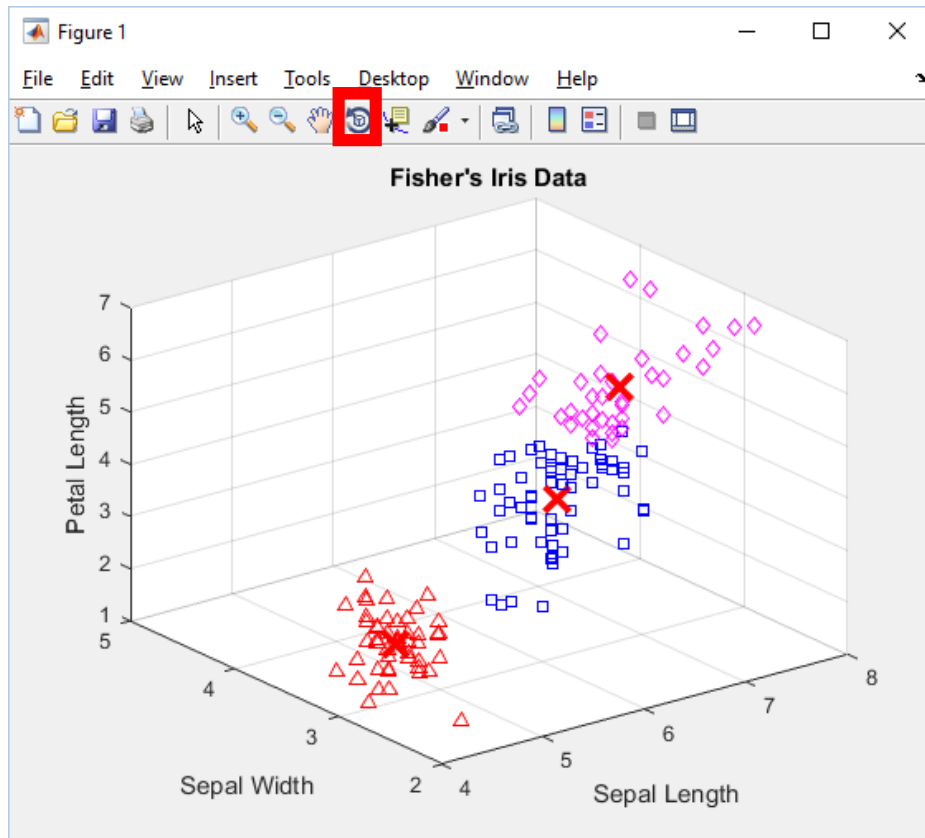 Figure 1
File Edit View Insert Tools Desktop Window Help
Fisher's Iris Data
7
6
5
4
3
2
1
Petal Length
5
4
3
2
Sepal Width
4
5
6
7
8
Sepal Length